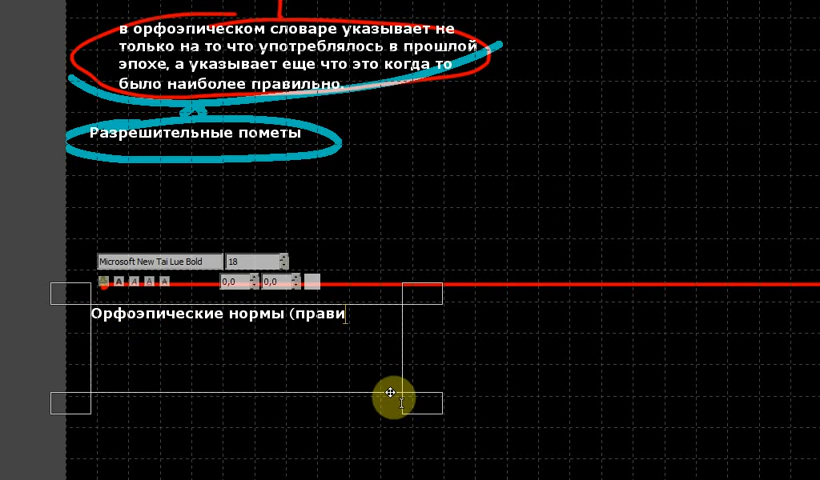 в орфоэпическом словаре указывает не
только на то что употреблялось в прошлой
эпохе, а указывает еще что это когда то
было наиболее правильно.
Разрешительные пометы
Microsoft New Tai Lue Bold 18
A A A A A 0,0 0,0
Орфоэпические нормы (прави